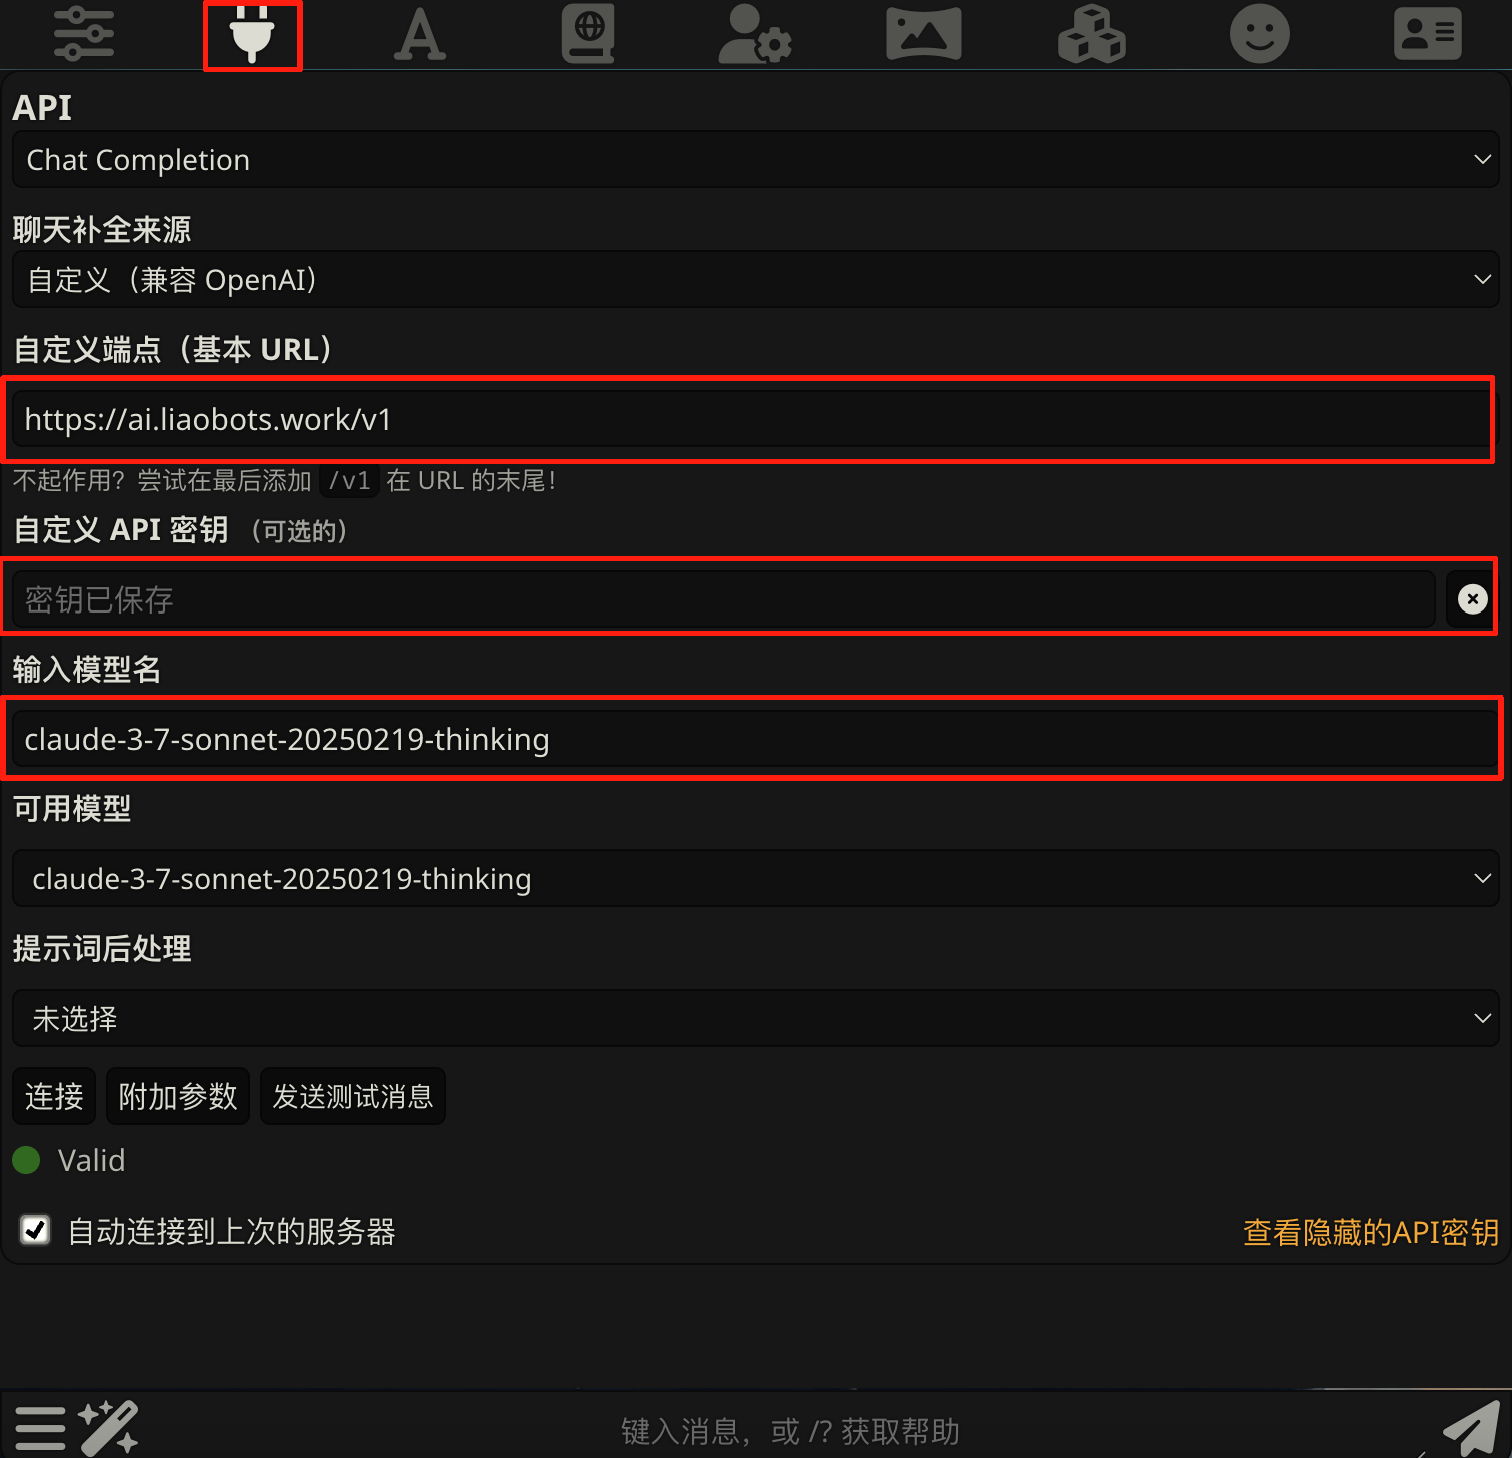 API
Chat Completion
聊天补全来源
自定义（兼容 OpenAI）
自定义端点（基本 URL）
https://ai.liaobots.work/v1
不起作用？尝试在最后添加 /v1 在 URL 的末尾！
自定义 API 密钥 （可选的）
密钥已保存
输入模型名
claude-3-7-sonnet-20250219-thinking
可用模型
claude-3-7-sonnet-20250219-thinking
提示词后处理
未选择
连接 附加参数 发送测试消息
Valid
自动连接到上次的服务器 查看隐藏的API密钥
键入消息，或 /? 获取帮助